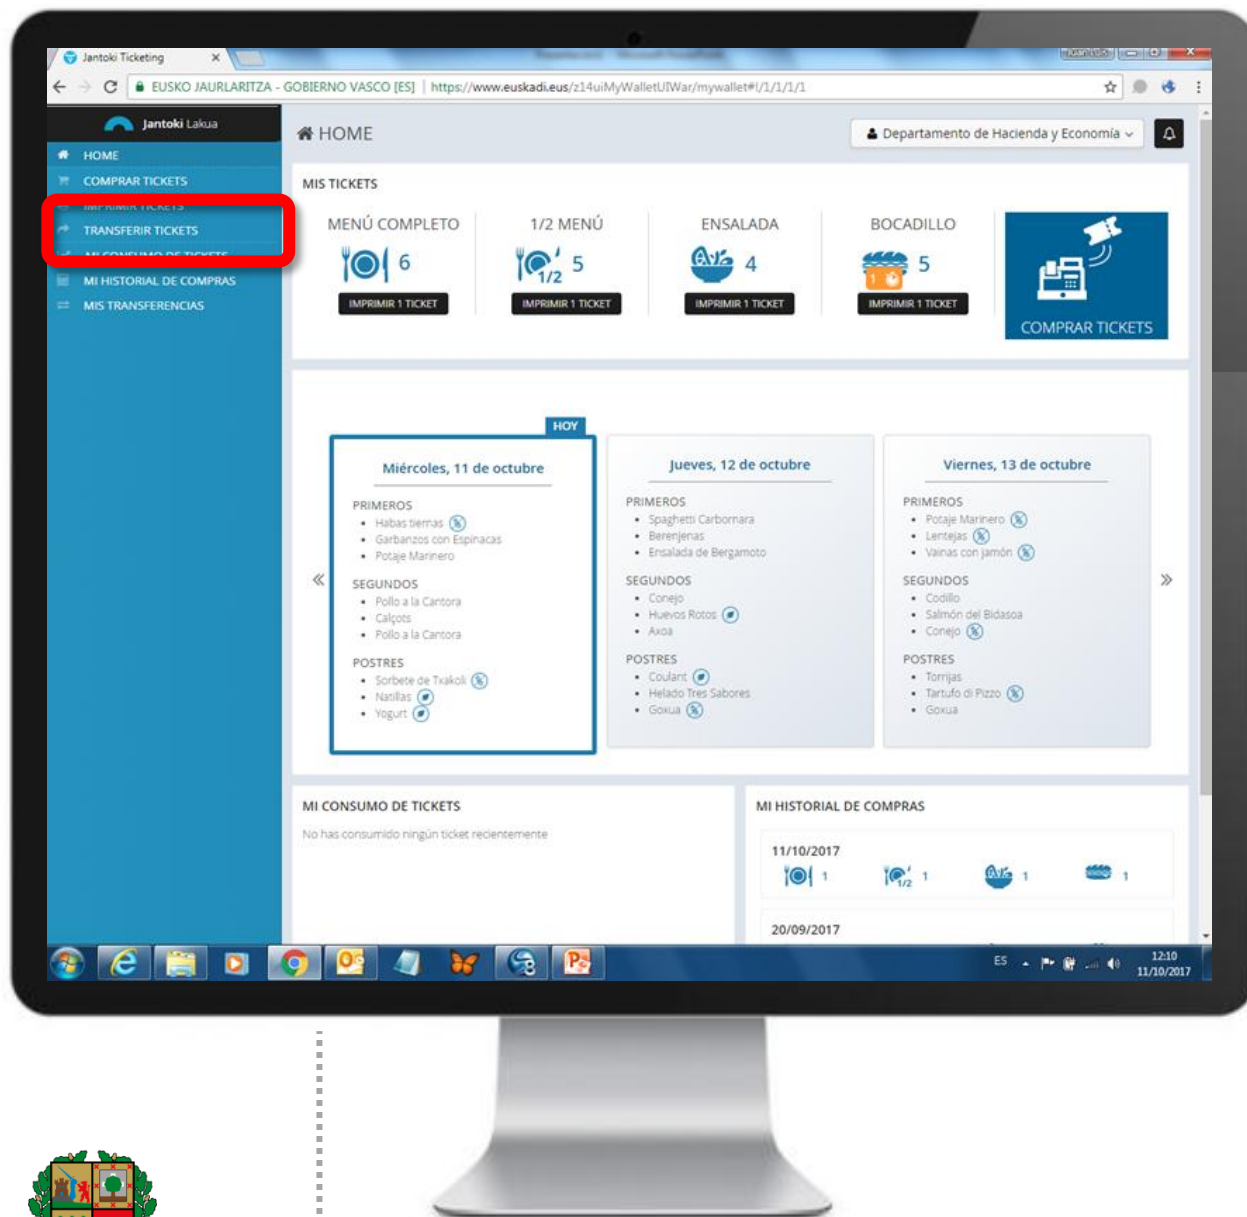 Jantoki Ticketing
EUSKO JAURLARITZA - GOBIERNO VASCO [ES] https://www.euskadi.eus/z14uiMyWalletUIWar/mywallet#!/1/1/1/1
Jantoki Lakua
HOME
COMPRAR TICKETS
IMPRIMIR TICKETS
TRANSFERIR TICKETS
MI CONSUMO DE TICKETS
MI HISTORIAL DE COMPRAS
MIS TRANSFERENCIAS
HOME
Departamento de Hacienda y Economía
MIS TICKETS
MENÚ COMPLETO
6
IMPRIMIR 1 TICKET
1/2 MENÚ
1/2
5
IMPRIMIR 1 TICKET
ENSALADA
4
IMPRIMIR 1 TICKET
BOCADILLO
5
1
IMPRIMIR 1 TICKET
COMPRAR TICKETS
HOY
Miércoles, 11 de octubre
PRIMEROS
Habas tiernas
Garbanzos con Espinacas
Potaje Marinero
SEGUNDOS
Pollo a la Cantora
Calçots
Pollo a la Cantora
POSTRES
Sorbete de Txakoli
Natillas
Yogurt
Jueves, 12 de octubre
PRIMEROS
Spaghetti Carbornara
Berenjenas
Ensalada de Bergamoto
SEGUNDOS
Conejo
Huevos Rotos
Axoa
POSTRES
Coulant
Helado Tres Sabores
Goxua
Viernes, 13 de octubre
PRIMEROS
Potaje Marinero
Lentejas
Vainas con jamón
SEGUNDOS
Codillo
Salmón del Bidasoa
Conejo
POSTRES
Torrijas
Tartufo di Pizzo
Goxua
MI CONSUMO DE TICKETS
No has consumido ningún ticket recientemente
MI HISTORIAL DE COMPRAS
11/10/2017
1
1/2 1
1
1
20/09/2017
ES
12:10
11/10/2017